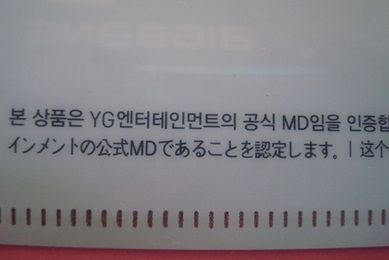 BIGBANG
본 상품은 YG엔터테인먼트의 공식 MD임을 인증합
インメントの公式MDであることを認定します。 | 这个